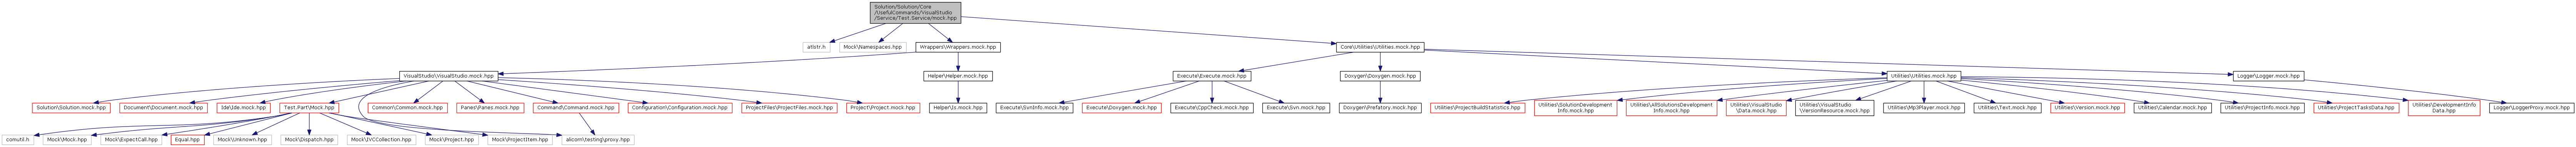 Solution/Solution/Core
/UsefulCommands/VisualStudio
/Service/Test.Service/mock.hpp
atlstr.h
Mock\Namespaces.hpp
Wrappers\Wrappers.mock.hpp
Core\Utilities\Utilities.mock.hpp
VisualStudio\VisualStudio.mock.hpp
Helper\Helper.mock.hpp
Execute\Execute.mock.hpp
Doxygen\Doxygen.mock.hpp
Utilities\Utilities.mock.hpp
Logger\Logger.mock.hpp
Solution\Solution.mock.hpp
Document\Document.mock.hpp
Ide\Ide.mock.hpp
Test.Part\Mock.hpp
Common\Common.mock.hpp
Panes\Panes.mock.hpp
Command\Command.mock.hpp
Configuration\Configuration.mock.hpp
ProjectFiles\ProjectFiles.mock.hpp
Project\Project.mock.hpp
Helper\Is.mock.hpp
Execute\SvnInfo.mock.hpp
Execute\Doxygen.mock.hpp
Execute\CppCheck.mock.hpp
Execute\Svn.mock.hpp
Doxygen\Prefatory.mock.hpp
Utilities\ProjectBuildStatistics.hpp
Utilities\SolutionDevelopment
Info.mock.hpp
Utilities\AllSolutionsDevelopment
Info.mock.hpp
Utilities\VisualStudio
\Data.mock.hpp
Utilities\VisualStudio
\VersionResource.mock.hpp
Utilities\Mp3Player.mock.hpp
Utilities\Text.mock.hpp
Utilities\Version.mock.hpp
Utilities\Calendar.mock.hpp
Utilities\ProjectInfo.mock.hpp
Utilities\ProjectTasksData.hpp
Utilities\DevelopmentInfo
Data.hpp
Logger\LoggerProxy.mock.hpp
comutil.h
Mock\Mock.hpp
Mock\ExpectCall.hpp
Equal.hpp
Mock\Unknown.hpp
Mock\Dispatch.hpp
Mock\IVCCollection.hpp
Mock\Project.hpp
Mock\ProjectItem.hpp
ailcorr\testing\proxy.hpp